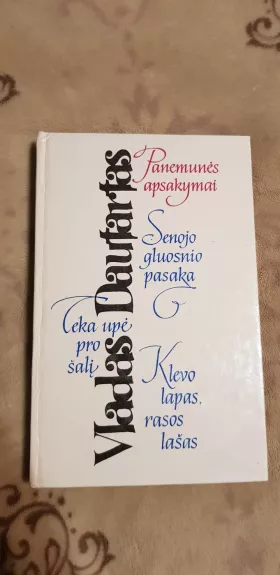 Vladas Dautartas
Panemunės
apsakymai
Senojo
gluosnio
pasaka
Teka upė
pro
šalį
Klevo
lapas,
rasos
lašas